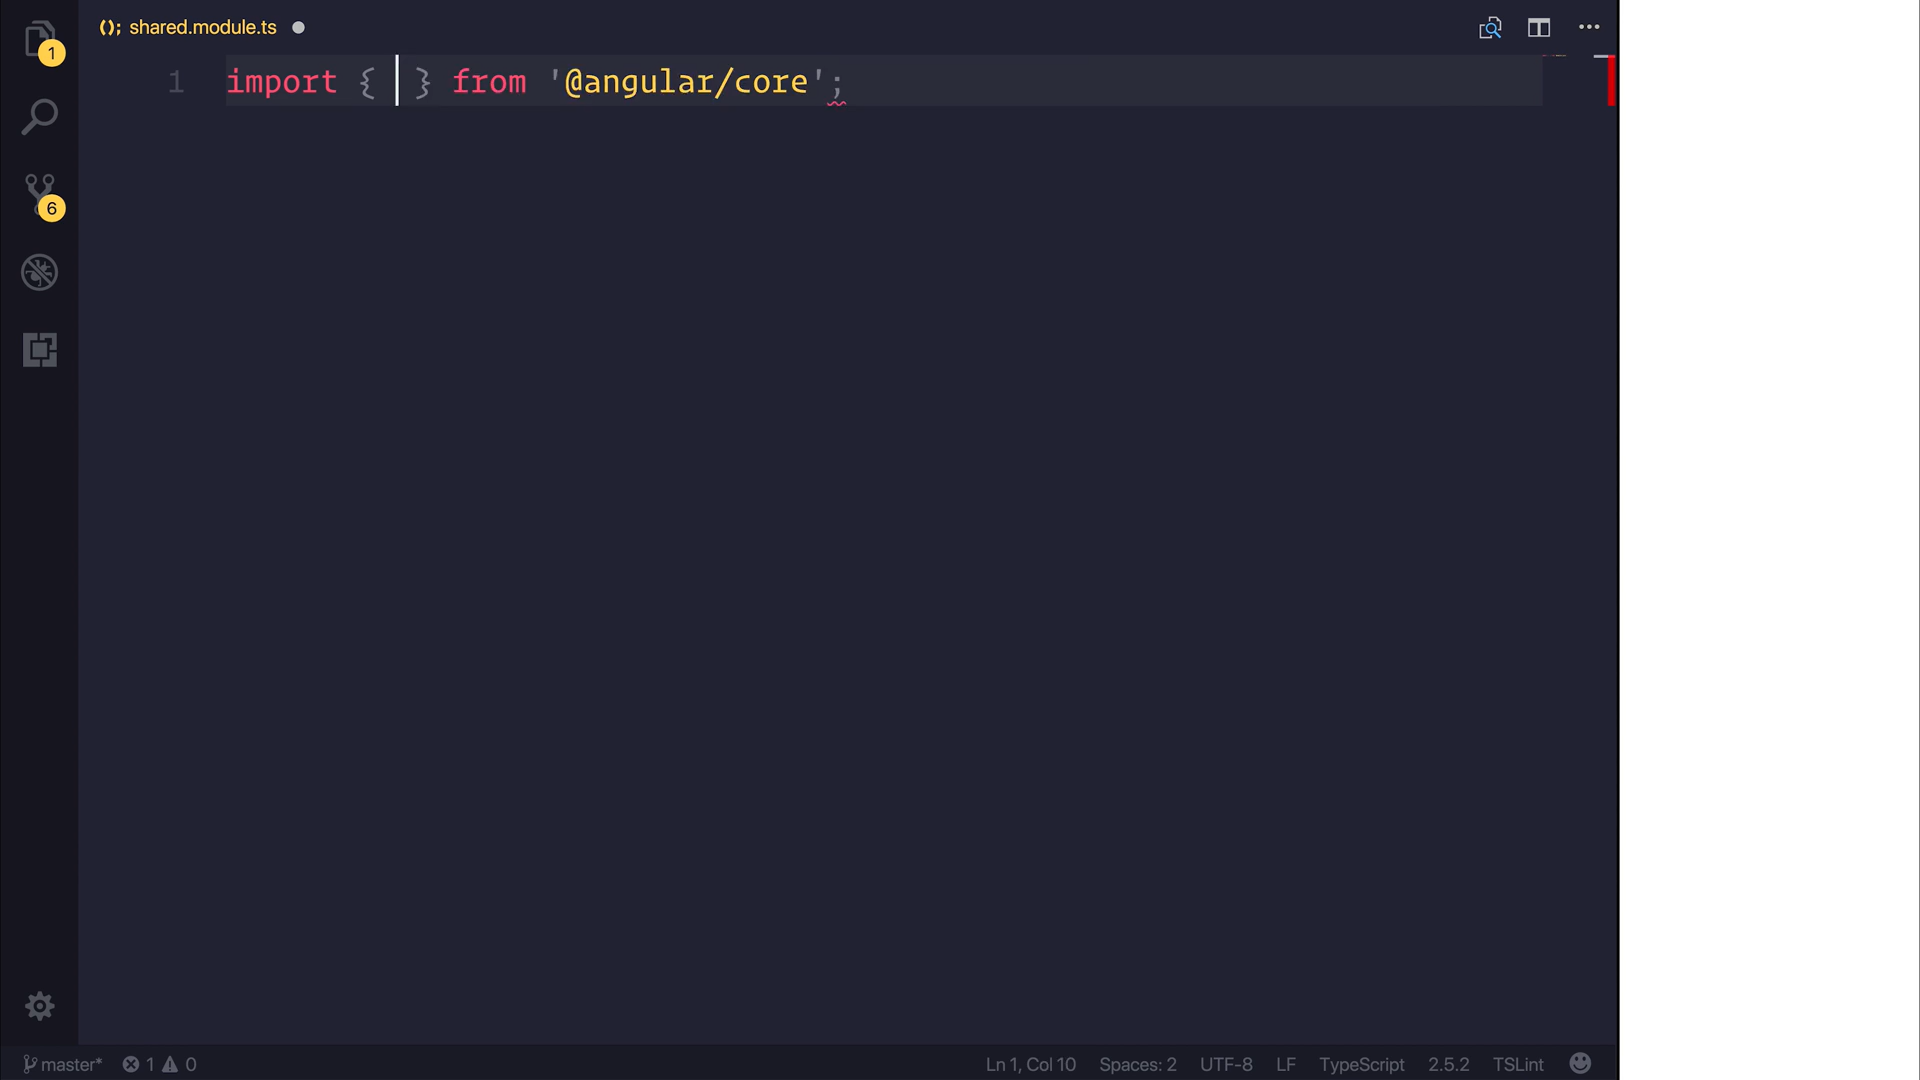 (); shared.module.ts
1
1 import { } from '@angular/core';
6
master* 1 0 Ln 1, Col 10 Spaces: 2 UTF-8 LF TypeScript 2.5.2 TSLint